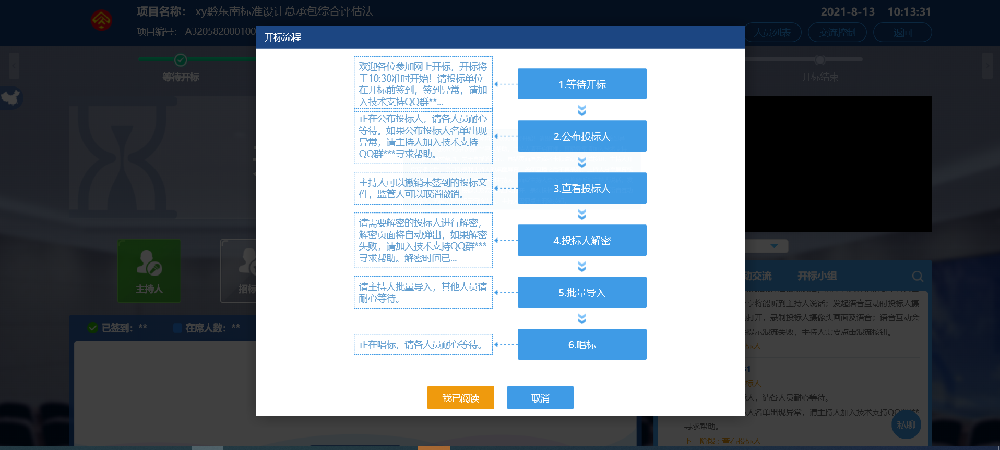 项目名称： xy黔东南标准设计总承包综合评估法
2021-8-13 10:13:31
项目编号： A320582000100
人员列表 交流控制 返回
开标流程
等待开标
开标结束
欢迎各位参加网上开标，开标将
于10:30准时开始！请投标单位
在开标前签到，签到异常，请加
入技术支持QQ群**...
1.等待开标
正在公布投标人，请各人员耐心
等待。如果公布投标人名单出现
异常，请主持人加入技术支持
QQ群***寻求帮助。
2.公布投标人
主持人可以撤销未签到的投标文
件，监管人可以取消撤销。
3.查看投标人
请需要解密的投标人进行解密，
解密页面将自动弹出，如果解密
失败，请加入技术支持QQ群***
寻求帮助。解密时间已...
4.投标人解密
请主持人批量导入，其他人员请
耐心等待。
5.批量导入
正在唱标，请各人员耐心等待。
6.唱标
我已阅读 取消
主持人
招标
已签到：** 在席人数：**
动交流 开标小组
享将能听到主持人说话；发起语音互动时投标人摄
打开，录制投标人摄像头画面及语音；语音互动会
提示混流失败，主持人需要点击混流按钮。
标人
31
标人
人，请各人员耐心等待。
人名单出现异常，请主持人加入技术支持QQ群***
寻求帮助。
下一阶段：查看投标人
私聊